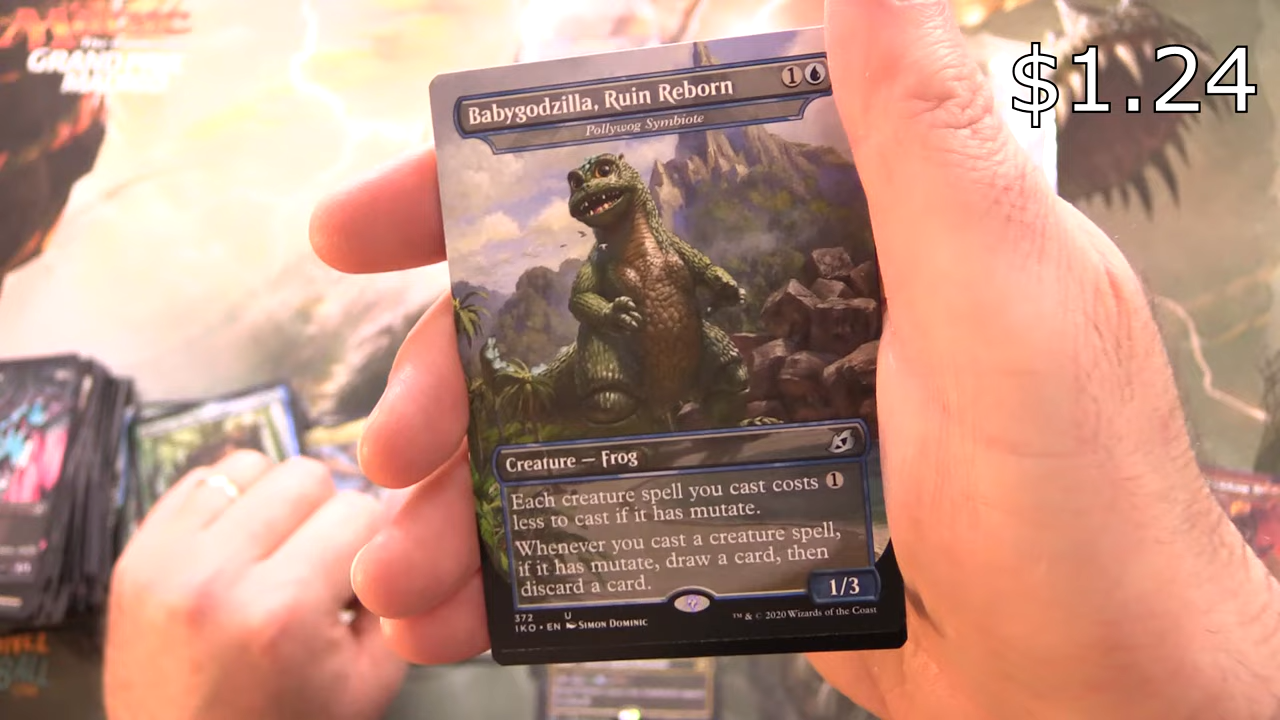 $1.24
Babygodzilla, Ruin Reborn 1
Pollywog Symbiote
Creature — Frog
Each creature spell you cast costs 1
less to cast if it has mutate.
Whenever you cast a creature spell,
if it has mutate, draw a card, then
discard a card.
1/3
372 U
IKO • EN SIMON DOMINIC
™ & © 2020 Wizards of the Coast